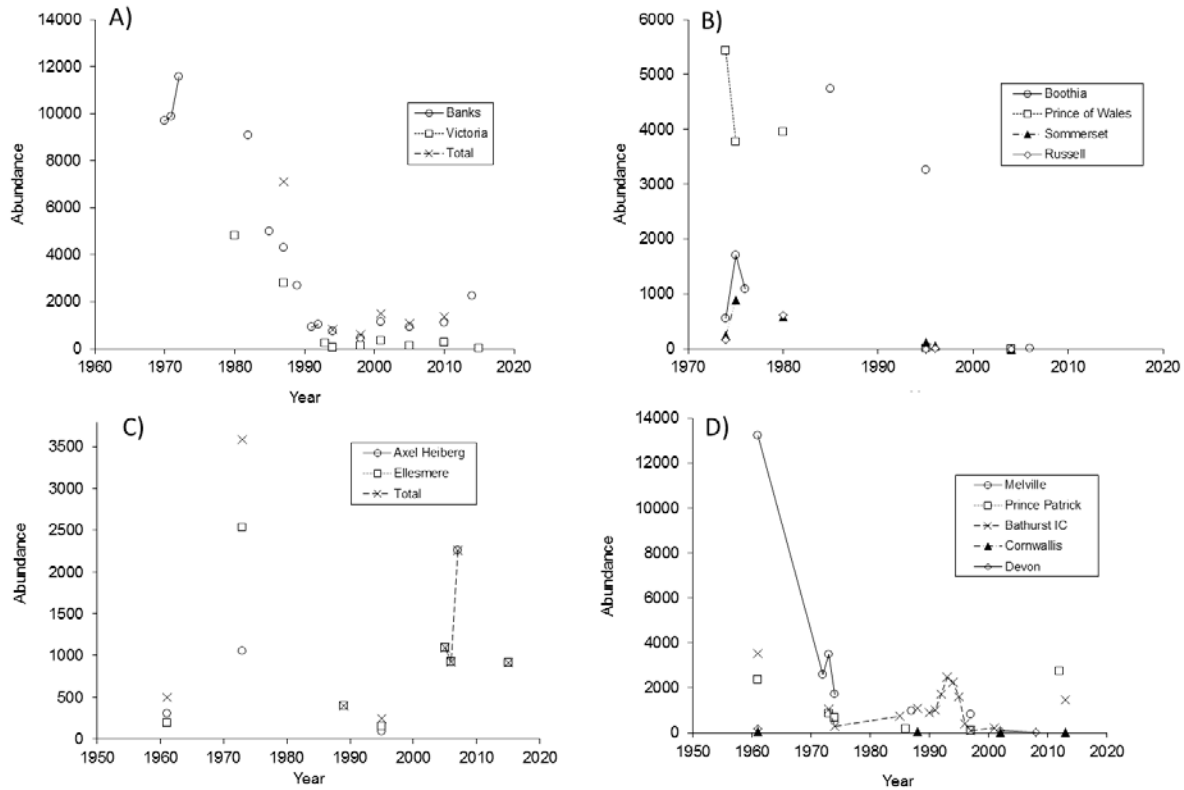 A)
14000
12000
10000
8000
6000
4000
2000
0
Abundance
1960 1970 1980 1990 2000 2010 2020
Year
Banks
Victoria
Total
B)
6000
5000
4000
3000
2000
1000
0
Abundance
1970 1980 1990 2000 2010 2020
Boothia
Prince of Wales
Sommerset
Russell
C)
3500
3000
2500
2000
1500
1000
500
0
Abundance
1950 1960 1970 1980 1990 2000 2010 2020
Year
Axel Heiberg
Ellesmere
Total
D)
14000
12000
10000
8000
6000
4000
2000
0
Abundance
1950 1960 1970 1980 1990 2000 2010 2020
Year
Melville
Prince Patrick
Bathurst IC
Cornwallis
Devon